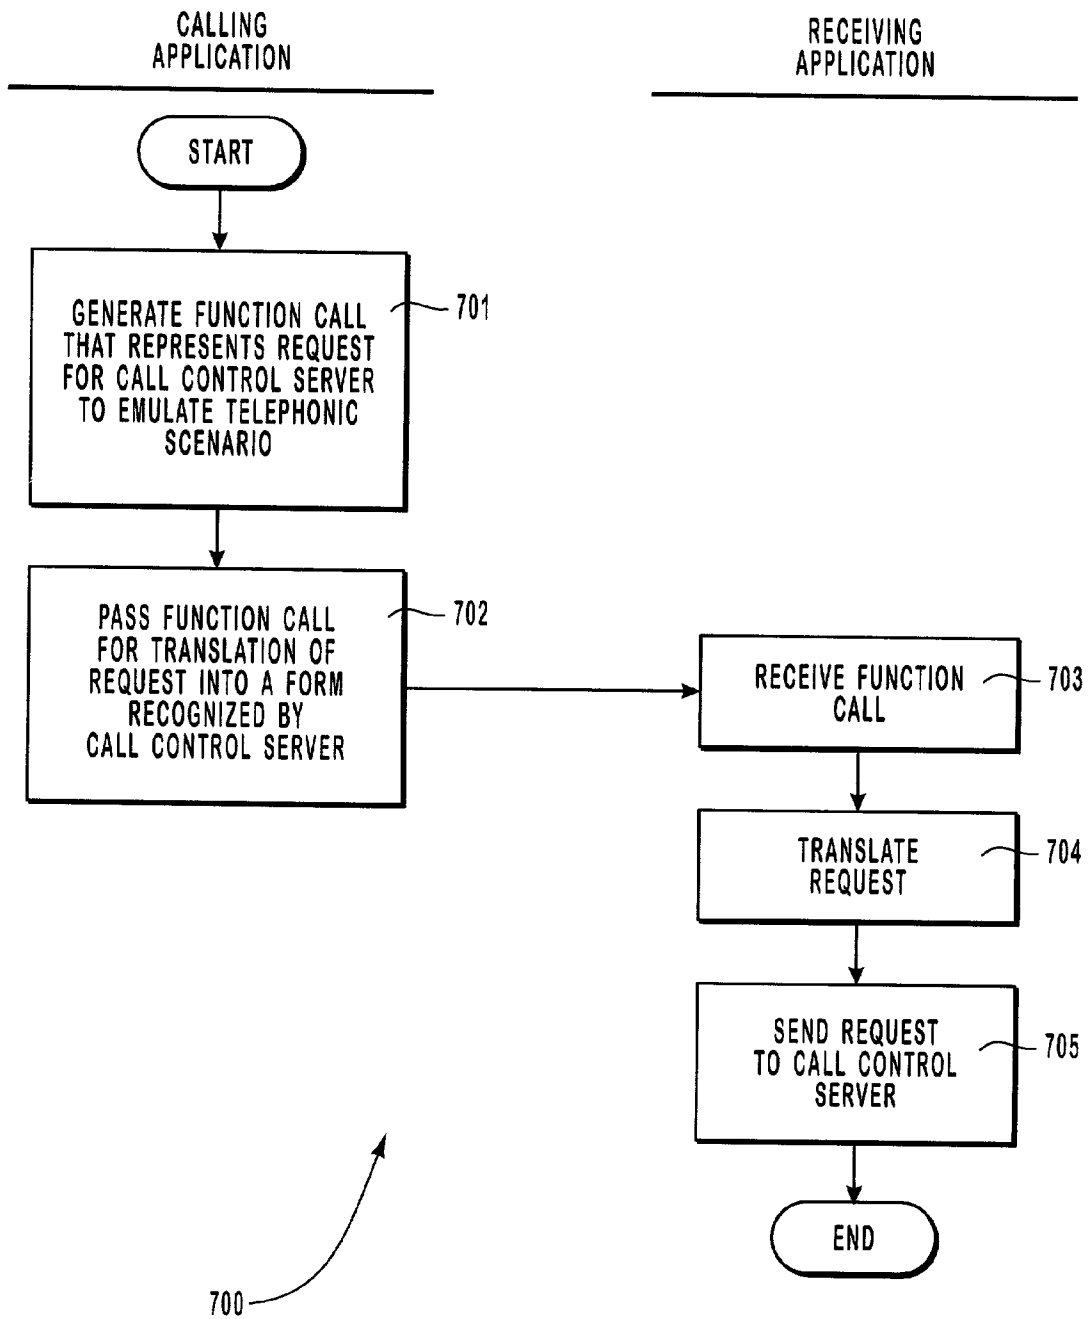 CALLING
APPLICATION
RECEIVING
APPLICATION
START
GENERATE FUNCTION CALL
THAT REPRESENTS REQUEST
FOR CALL CONTROL SERVER
TO EMULATE TELEPHONIC
SCENARIO
701
PASS FUNCTION CALL
FOR TRANSLATION OF
REQUEST INTO A FORM
RECOGNIZED BY
CALL CONTROL SERVER
702
RECEIVE FUNCTION
CALL
703
TRANSLATE
REQUEST
704
SEND REQUEST
TO CALL CONTROL
SERVER
705
END
700